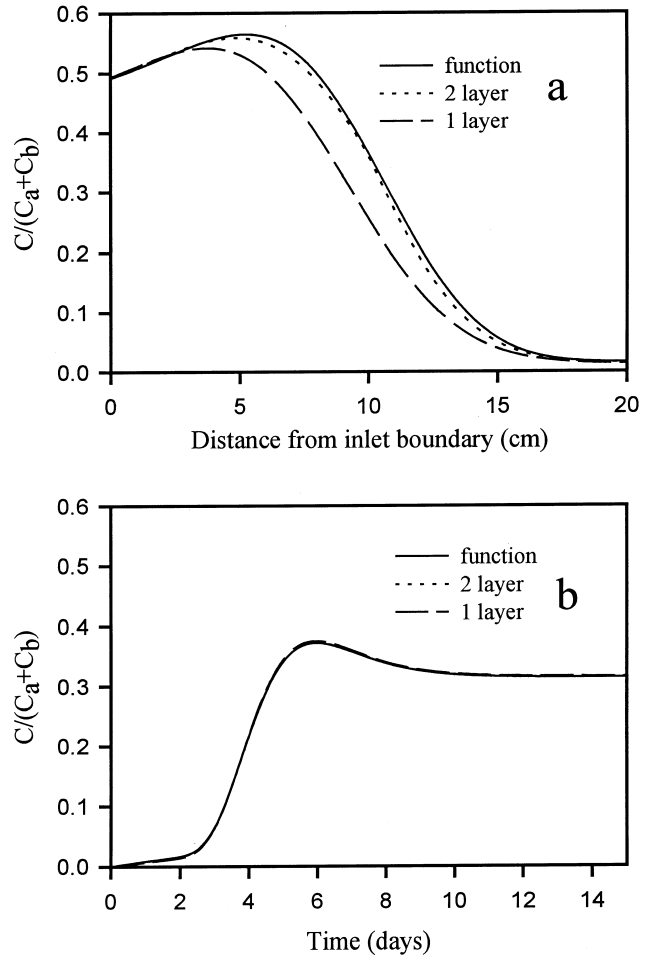 0.6
0.5
0.4
0.3
0.2
0.1
0.0
C/(Ca+Cb)
function
2 layer
1 layer
a
0 5 10 15 20
Distance from inlet boundary (cm)
0.6
0.5
0.4
0.3
0.2
0.1
0.0
C/(Ca+Cb)
function
2 layer
1 layer
b
0 2 4 6 8 10 12 14
Time (days)